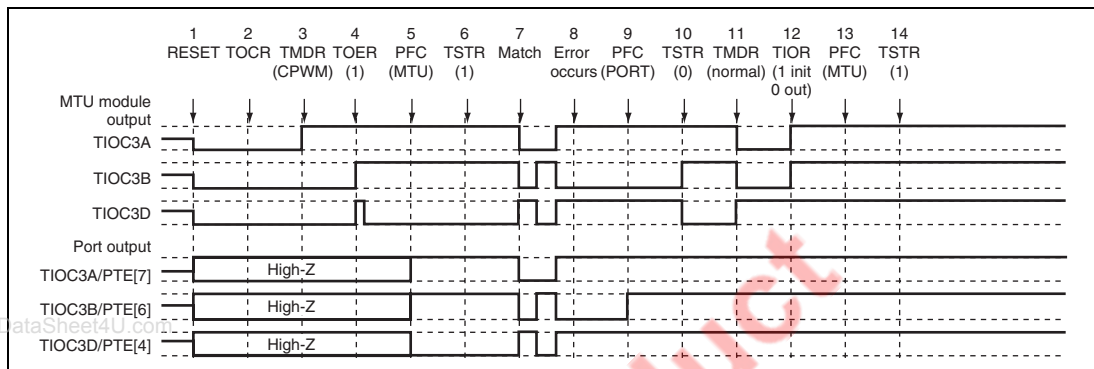 1 2 3 4 5 6 7 8 9 10 11 12 13 14
RESET TOCR TMDR TOER PFC TSTR Match Error PFC TSTR TMDR TIOR PFC TSTR
(CPWM) (1) (MTU) (1) occurs (PORT) (0) (normal) (1 init (MTU) (1)
0 out)
MTU module
output
TIOC3A
TIOC3B
TIOC3D
Port output
TIOC3A/PTE[7] High-Z
TIOC3B/PTE[6] High-Z
DataSheet4U.com
TIOC3D/PTE[4] High-Z
uct